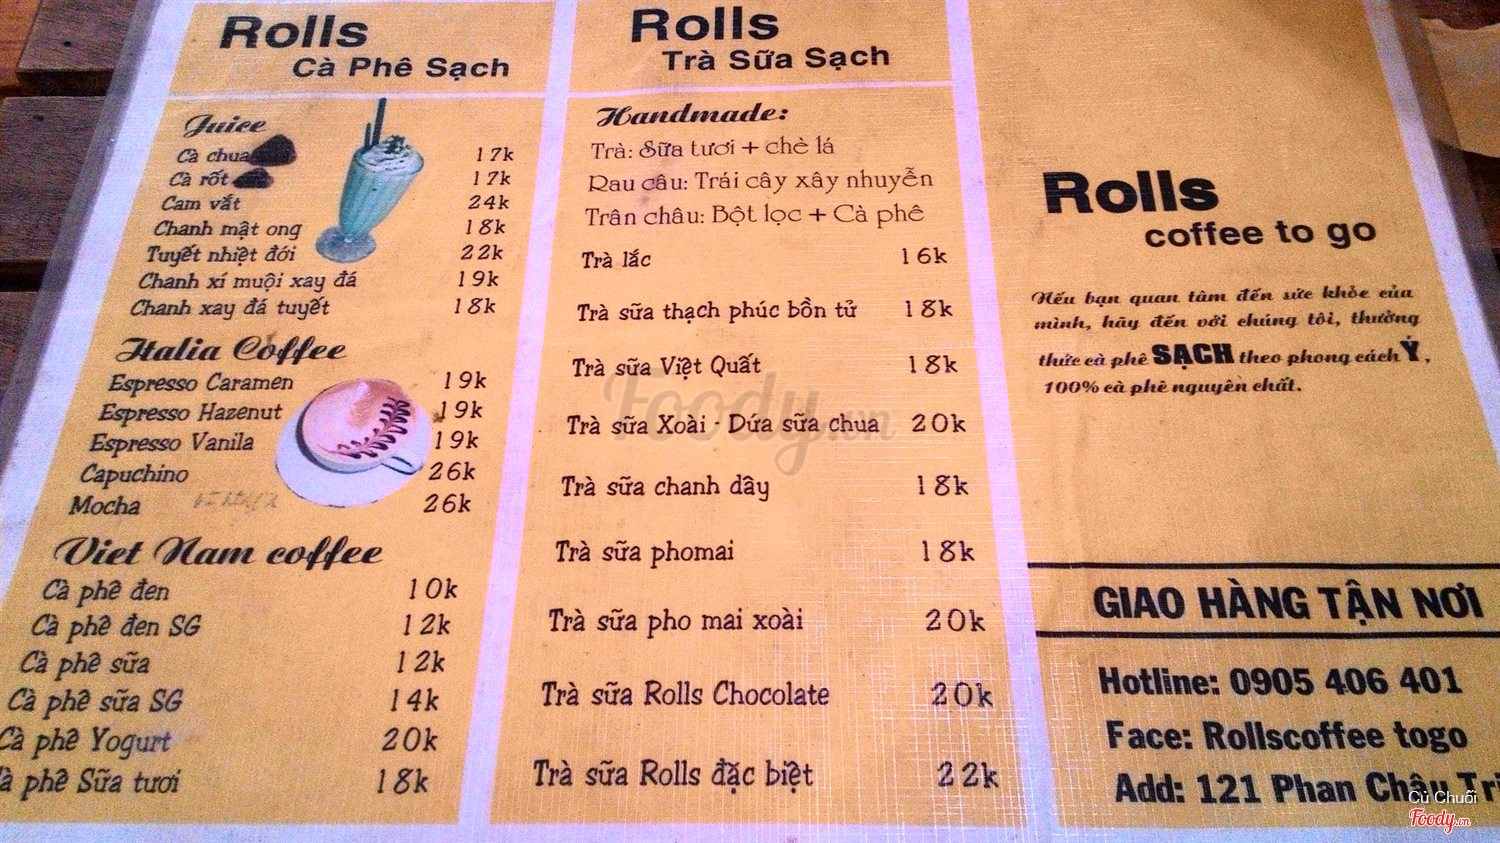 Rolls
Cà Phê Sạch
Juice
Cà chua 17k
Cà rốt 17k
Cam vắt 24k
Chanh mật ong 18k
Tuyết nhiệt đới 22k
Chanh xí muội xay đá 19k
Chanh xay đá tuyết 18k
Italia Coffee
Espresso Caramen 19k
Espresso Hazenut 19k
Espresso Vanila 19k
Capuchino 26k
Mocha 26k
Viet Nam coffee
Cà phê đen 10k
Cà phê đen SG 12k
Cà phê sữa 12k
Cà phê sữa SG 14k
Cà phê Yogurt 20k
à phê Sữa tươi 18k
Rolls
Trà Sữa Sạch
Handmade:
Trà: Sữa tươi + chè lá
Rau câu: Trái cây xây nhuyễn
Trân châu: Bột lọc + Cà phê
Trà lắc 16k
Trà sữa thạch phúc bồn tử 18k
Trà sữa Việt Quất 18k
Trà sữa Xoài - Dứa sữa chua 20k
Trà sữa chanh dây 18k
Trà sữa phomai 18k
Trà sữa pho mai xoài 20k
Trà sữa Rolls Chocolate 20k
Trà sữa Rolls đặc biệt 22k
Foody.vn
Rolls
coffee to go
Nếu bạn quan tâm đến sức khỏe của
mình, hãy đến với chúng tôi, thưởng
thức cà phê SẠCH theo phong cách Ý,
100% cà phê nguyên chất.
GIAO HÀNG TẬN NƠI
Hotline: 0905 406 401
Face: Rollscoffee togo
Add: 121 Phan Châu Tri
Củ Chuối
Foody.vn